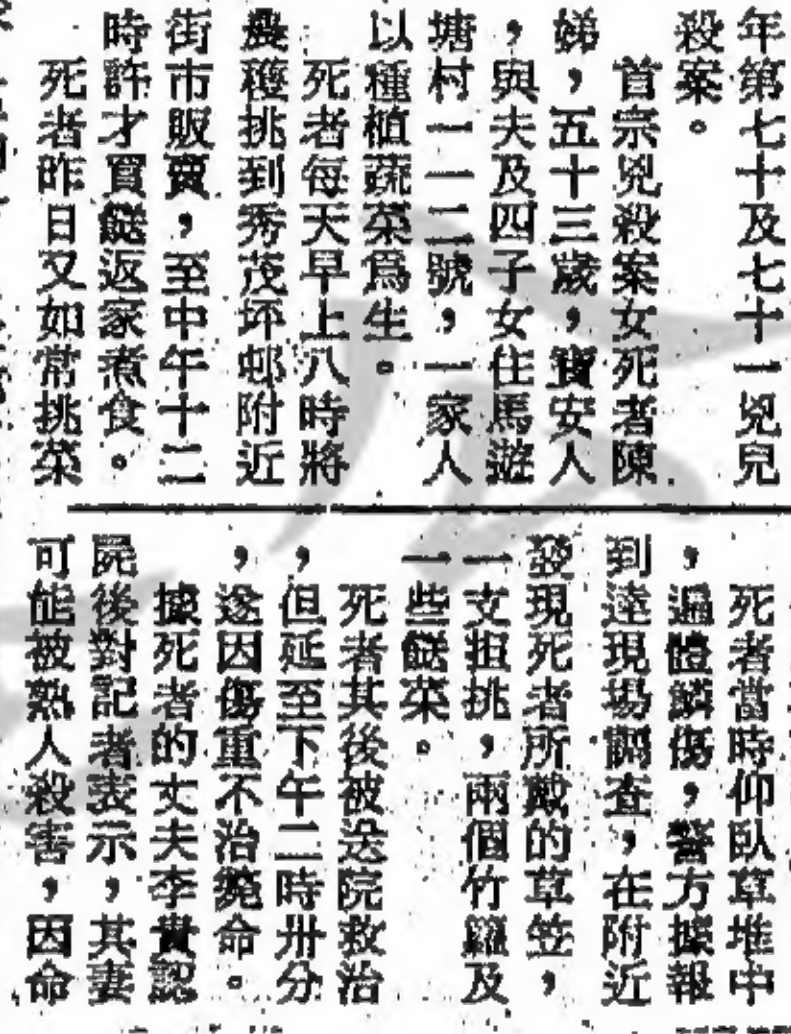 年第七十及七十一兇兒
殺案。
首宗兇殺案女死者陳
娣，五十三歲，寶安人
，與夫及四子女住馬遊
塘村一一二號，一家人
以種植蔬菜為生。
死者每天早上八時將
農穫挑到秀茂坪邨附近
街市販賣，至中午十二
時許才買餸返家煮食。
死者昨日又如常挑菜
死者當時仰臥草堆中
，遍體鱗傷，警方據報
到達現場調查，在附近
發現死者所戴的草笠，
一支担挑，兩個竹籮及
一些餸菜。
死者其後被送院救治
，但延至下午二時卅分
，遂因傷重不治斃命。
據死者的丈夫李貴認
屍後對記者表示，其妻
可能被熟人殺害，因命